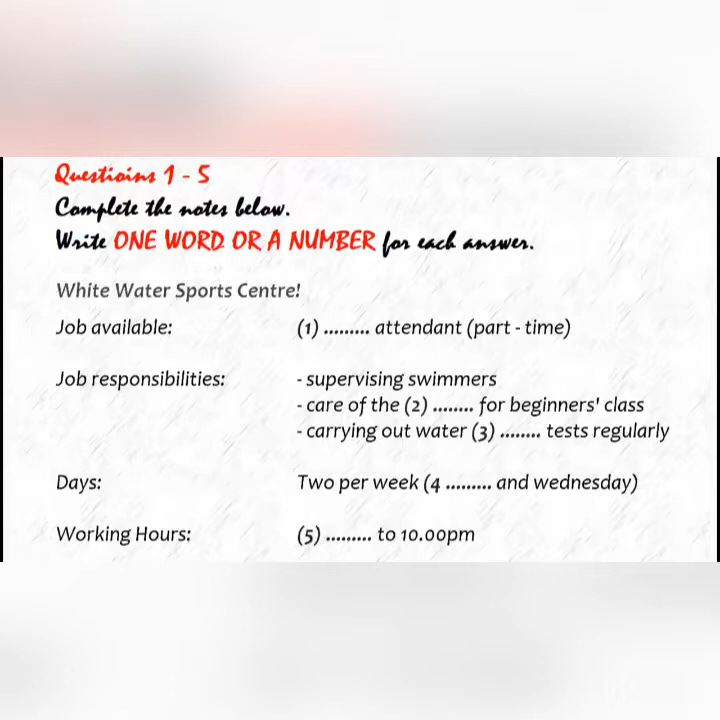 Questioins 1 - 5
Complete the notes below.
Write ONE WORD OR A NUMBER for each answer.
White Water Sports Centre!
Job available: (1) ......... attendant (part - time)
Job responsibilities: - supervising swimmers
- care of the (2) ........ for beginners' class
- carrying out water (3) ........ tests regularly
Days: Two per week (4 ......... and wednesday)
Working Hours: (5) ......... to 10.00pm